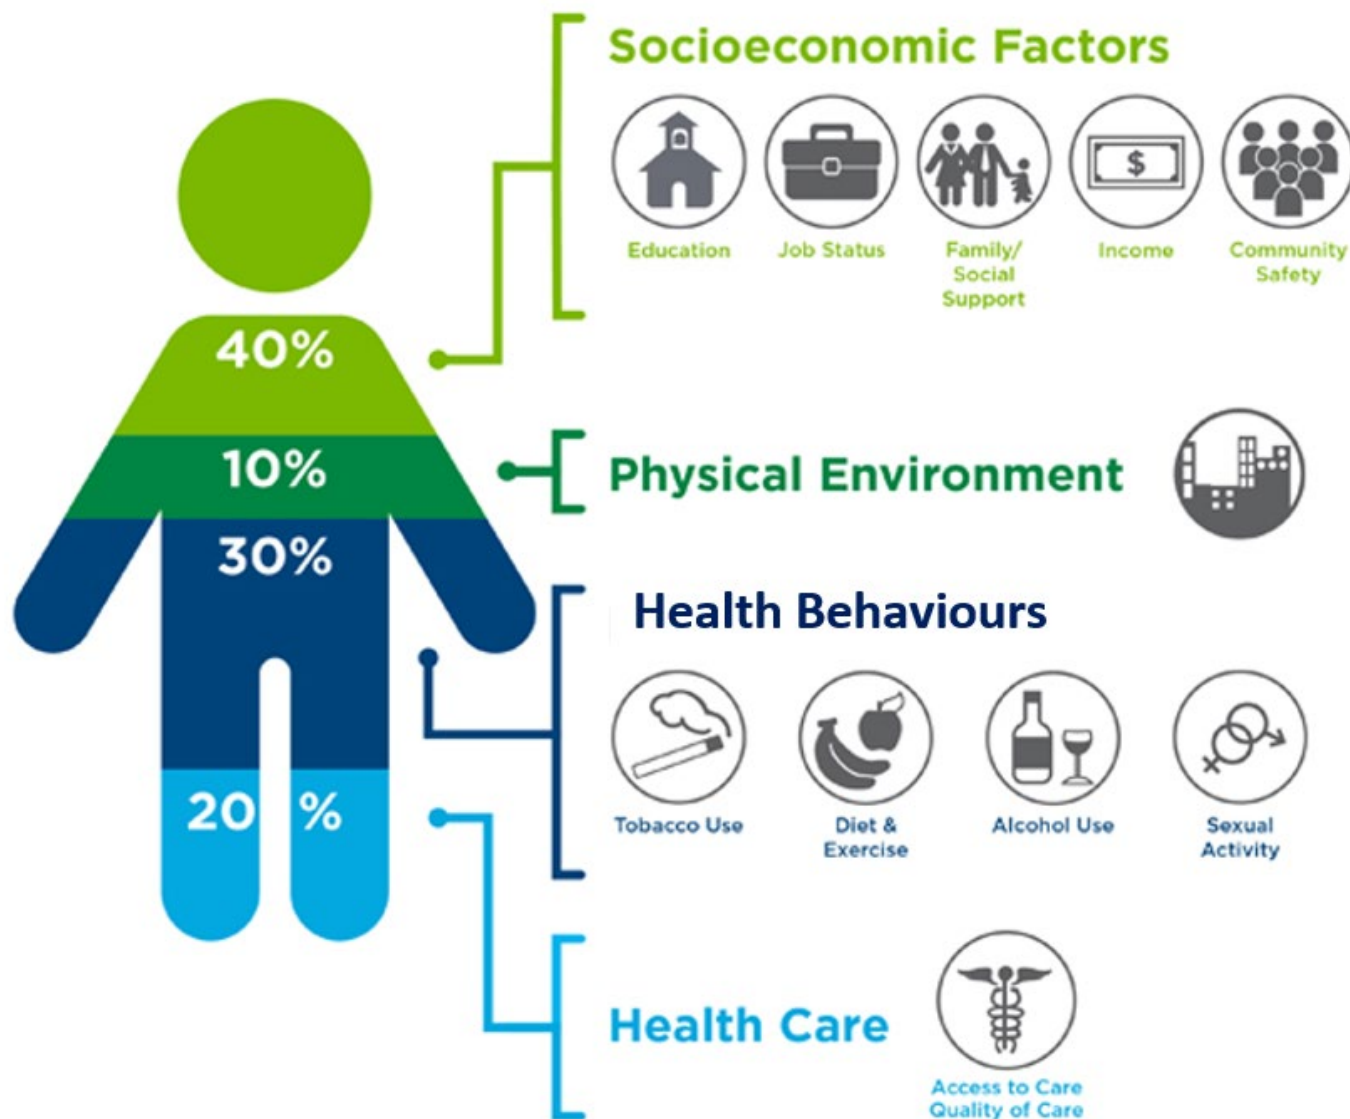 Socioeconomic Factors
Education
Job Status
Family/
Social
Support
Income
$
Community
Safety
40%
10%
Physical Environment
30%
Health Behaviours
Tobacco Use
Diet &
Exercise
Alcohol Use
Sexual
Activity
20 %
Health Care
Access to Care
Quality of Care